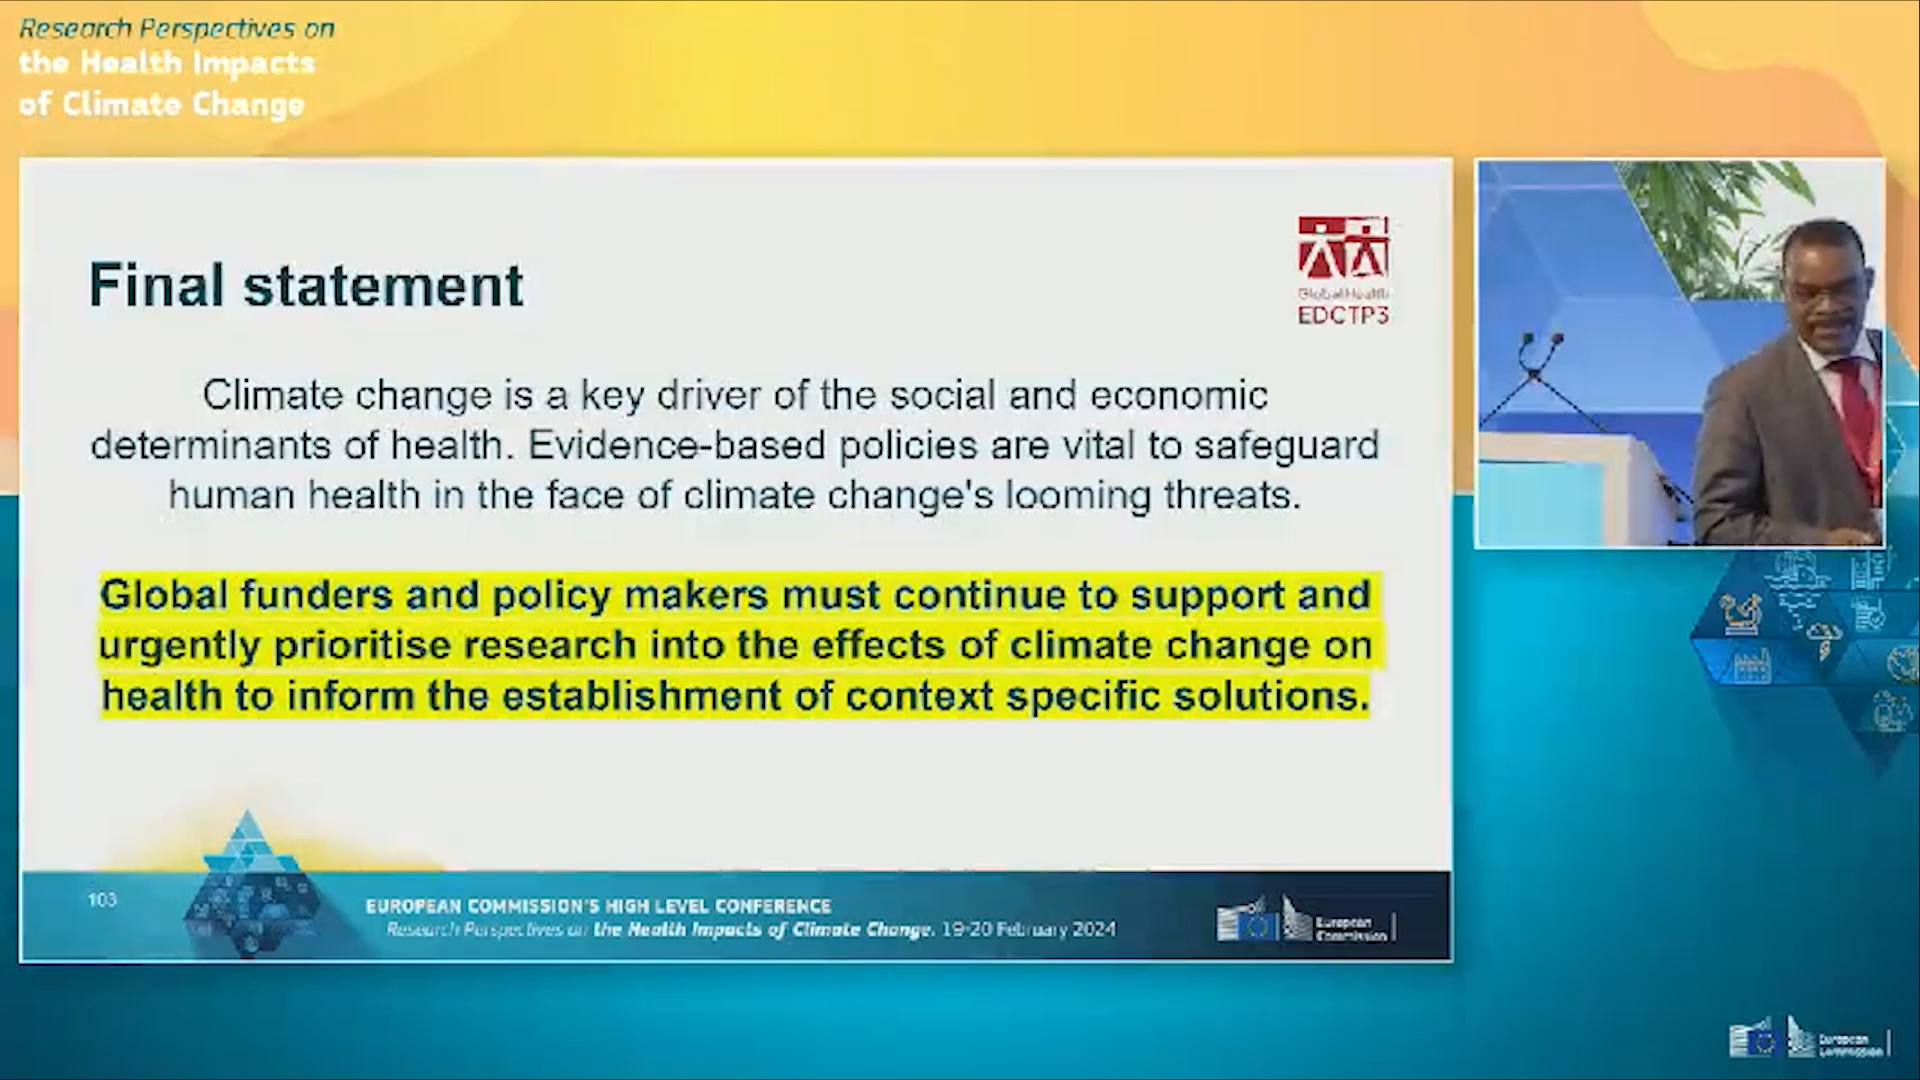 Research Perspectives on
the Health Impacts
of Climate Change
Final statement
Global Health
EDCTP3
Climate change is a key driver of the social and economic
determinants of health. Evidence-based policies are vital to safeguard
human health in the face of climate change's looming threats.
Global funders and policy makers must continue to support and
urgently prioritise research into the effects of climate change on
health to inform the establishment of context specific solutions.
103
EUROPEAN COMMISSION'S HIGH LEVEL CONFERENCE
Research Perspectives on the Health Impacts of Climate Change. 19-20 February 2024
European
Commission
European
Commission